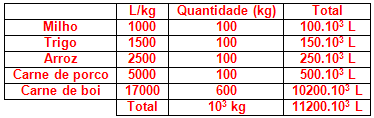 L/kg Quantidade (kg) Total
Milho 1000 100 100.10³ L
Trigo 1500 100 150.10³ L
Arroz 2500 100 250.10³ L
Carne de porco 5000 100 500.10³ L
Carne de boi 17000 600 10200.10³ L
Total 10³ kg 11200.10³ L